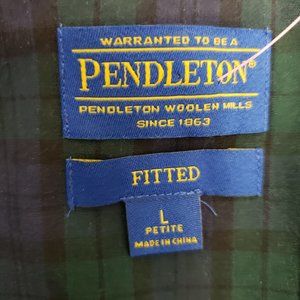 WARRANTED TO BE A
PENDLETON®
PENDLETON WOOLEN MILLS
SINCE 1863
FITTED
L
PETITE
MADE IN CHINA